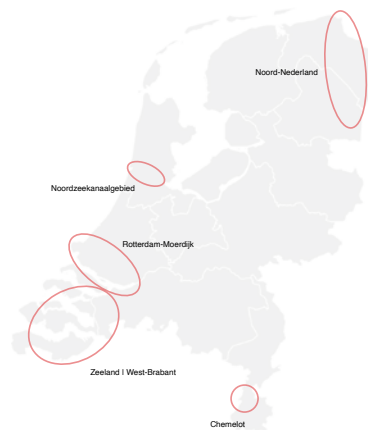 Noord-Nederland
Noordzeekanaalgebied
Rotterdam-Moerdijk
Zeeland | West-Brabant
Chemelot